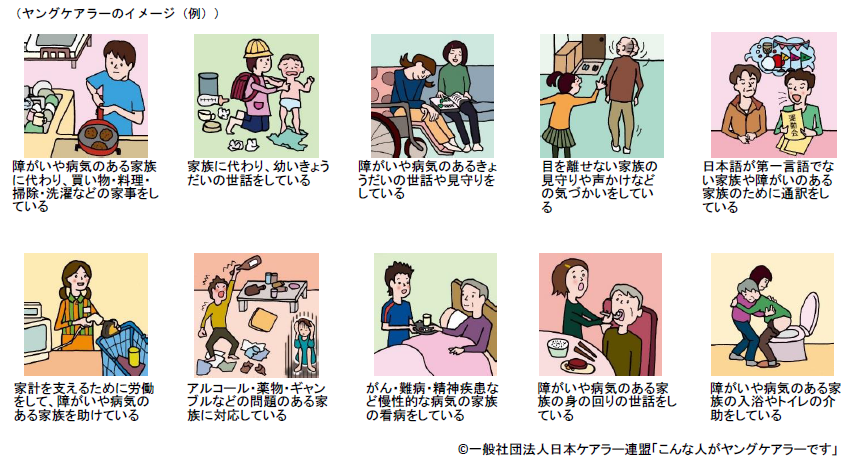 （ヤングケアラーのイメージ（例））
運動会
障がいや病気のある家族
に代わり、買い物・料理・
掃除・洗濯などの家事をし
ている
家族に代わり、幼いきょう
だいの世話をしている
障がいや病気のあるきょ
うだいの世話や見守りを
している
目を離せない家族の
見守りや声かけなど
の気づかいをしてい
る
日本語が第一言語でな
い家族や障がいのある
家族のために通訳をし
ている
家計を支えるために労働
をして、障がいや病気の
ある家族を助けている
アルコール・薬物・ギャン
ブルなどの問題のある家
族に対応している
がん・難病・精神疾患な
ど慢性的な病気の家族
の看病をしている
障がいや病気のある家
族の身の回りの世話をし
ている
障がいや病気のある家
族の入浴やトイレの介
助をしている
©一般社団法人日本ケアラー連盟「こんな人がヤングケアラーです」